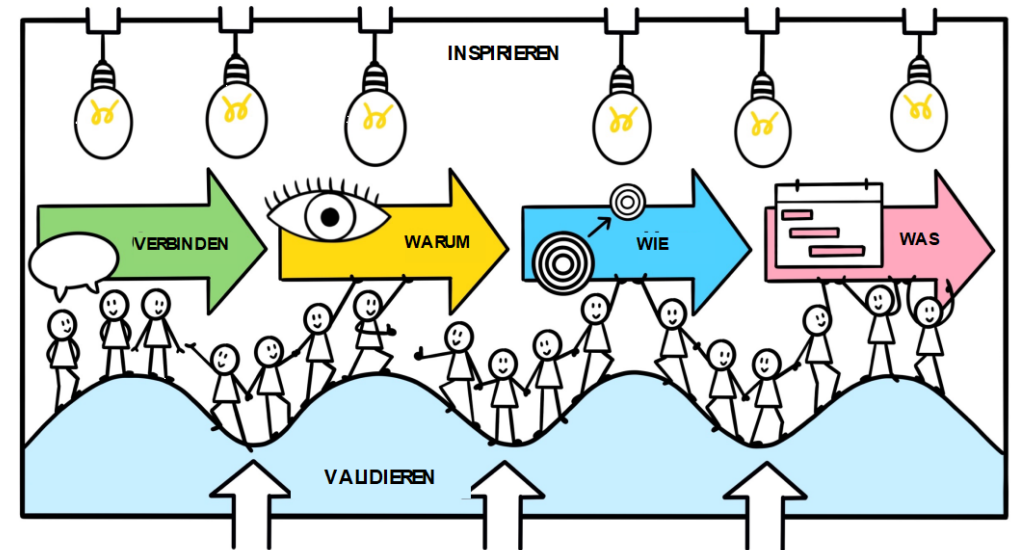 INSPIRIEREN
VERBINDEN
WARUM
WIE
WAS
VALIDIEREN